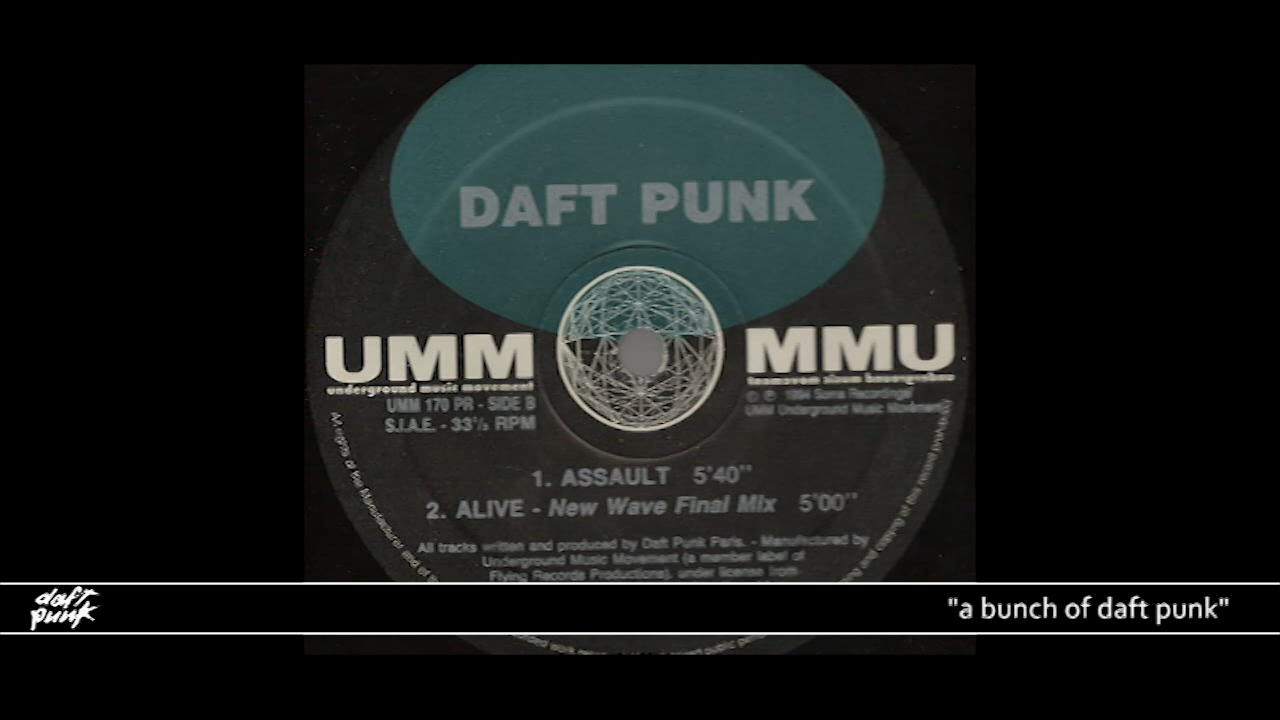 DAFT PUNK
UMM
underground music movement
UMM 170 PR - SIDE B
S.I.A.E. - 33⅓ RPM
MMU
© ℗ 1994 Soma Recordings
UMM Underground Music Movement
1. ASSAULT 5'40"
2. ALIVE - New Wave Final Mix 5'00"
All tracks written and produced by Daft Punk Paris. - Manufactured by
Underground Music Movement (a member label of
Flying Records Productions), under license from
daft punk
"a bunch of daft punk"